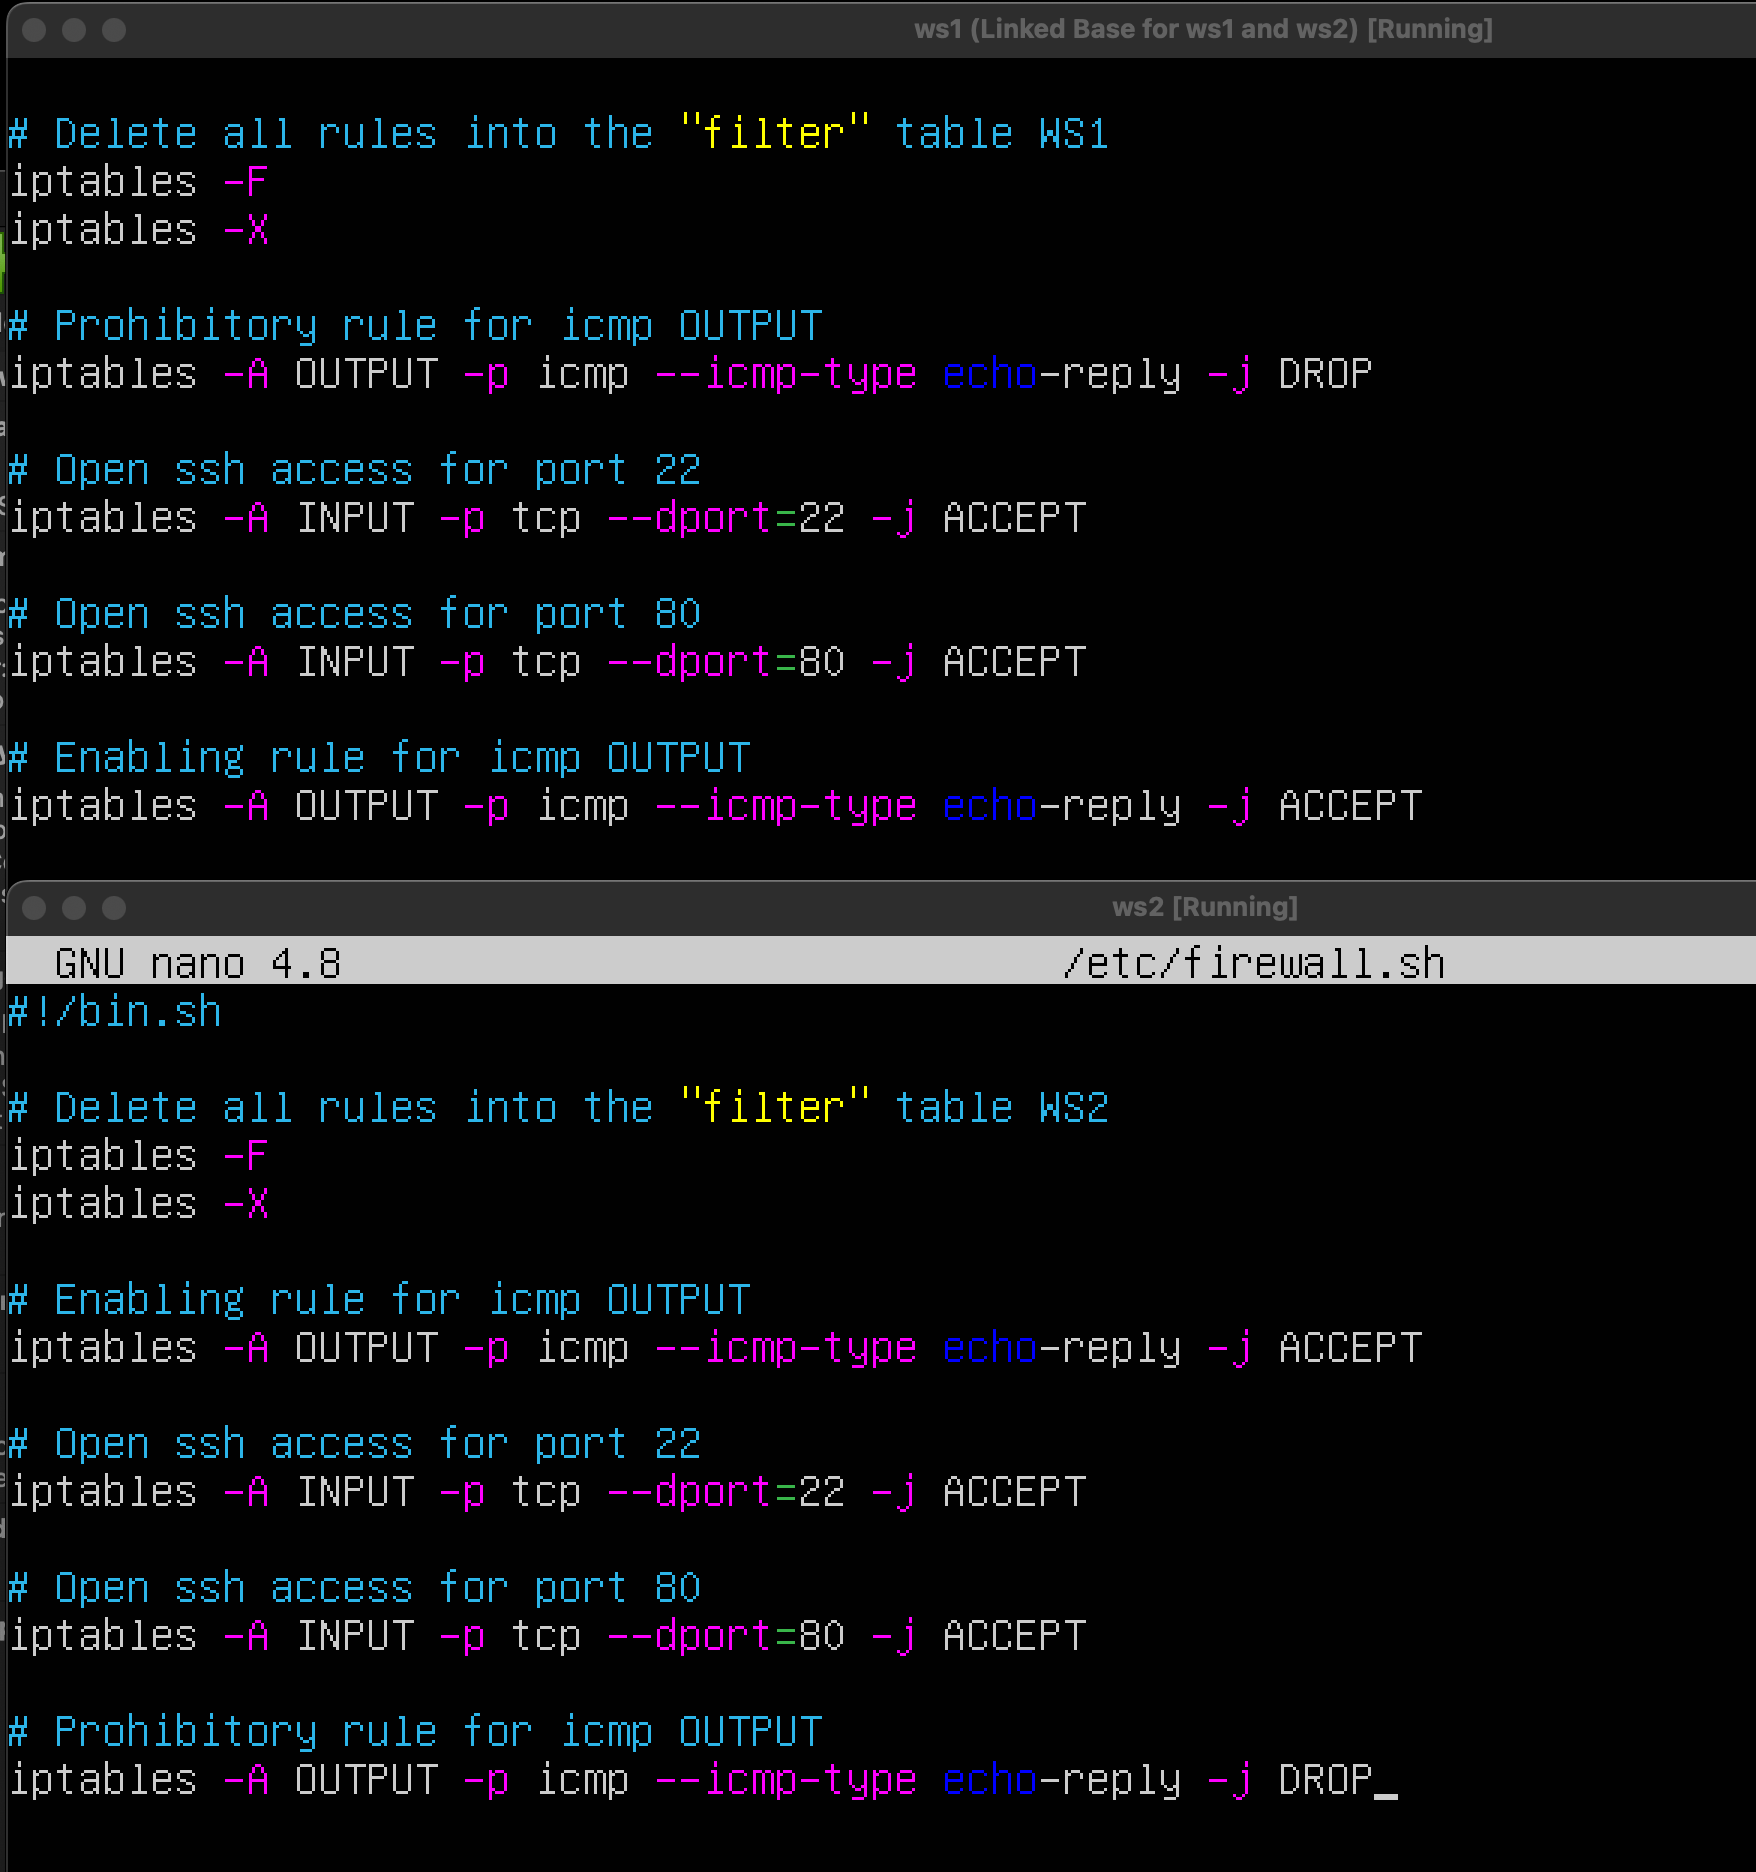 ws1 (Linked Base for ws1 and ws2) [Running]
# Delete all rules into the "filter" table WS1
iptables -F
iptables -X
# Prohibitory rule for icmp OUTPUT
iptables -A OUTPUT -p icmp --icmp-type echo-reply -j DROP
# Open ssh access for port 22
iptables -A INPUT -p tcp --dport=22 -j ACCEPT
# Open ssh access for port 80
iptables -A INPUT -p tcp --dport=80 -j ACCEPT
# Enabling rule for icmp OUTPUT
iptables -A OUTPUT -p icmp --icmp-type echo-reply -j ACCEPT
ws2 [Running]
GNU nano 4.8 /etc/firewall.sh
#!/bin.sh
# Delete all rules into the "filter" table WS2
iptables -F
iptables -X
# Enabling rule for icmp OUTPUT
iptables -A OUTPUT -p icmp --icmp-type echo-reply -j ACCEPT
# Open ssh access for port 22
iptables -A INPUT -p tcp --dport=22 -j ACCEPT
# Open ssh access for port 80
iptables -A INPUT -p tcp --dport=80 -j ACCEPT
# Prohibitory rule for icmp OUTPUT
iptables -A OUTPUT -p icmp --icmp-type echo-reply -j DROP